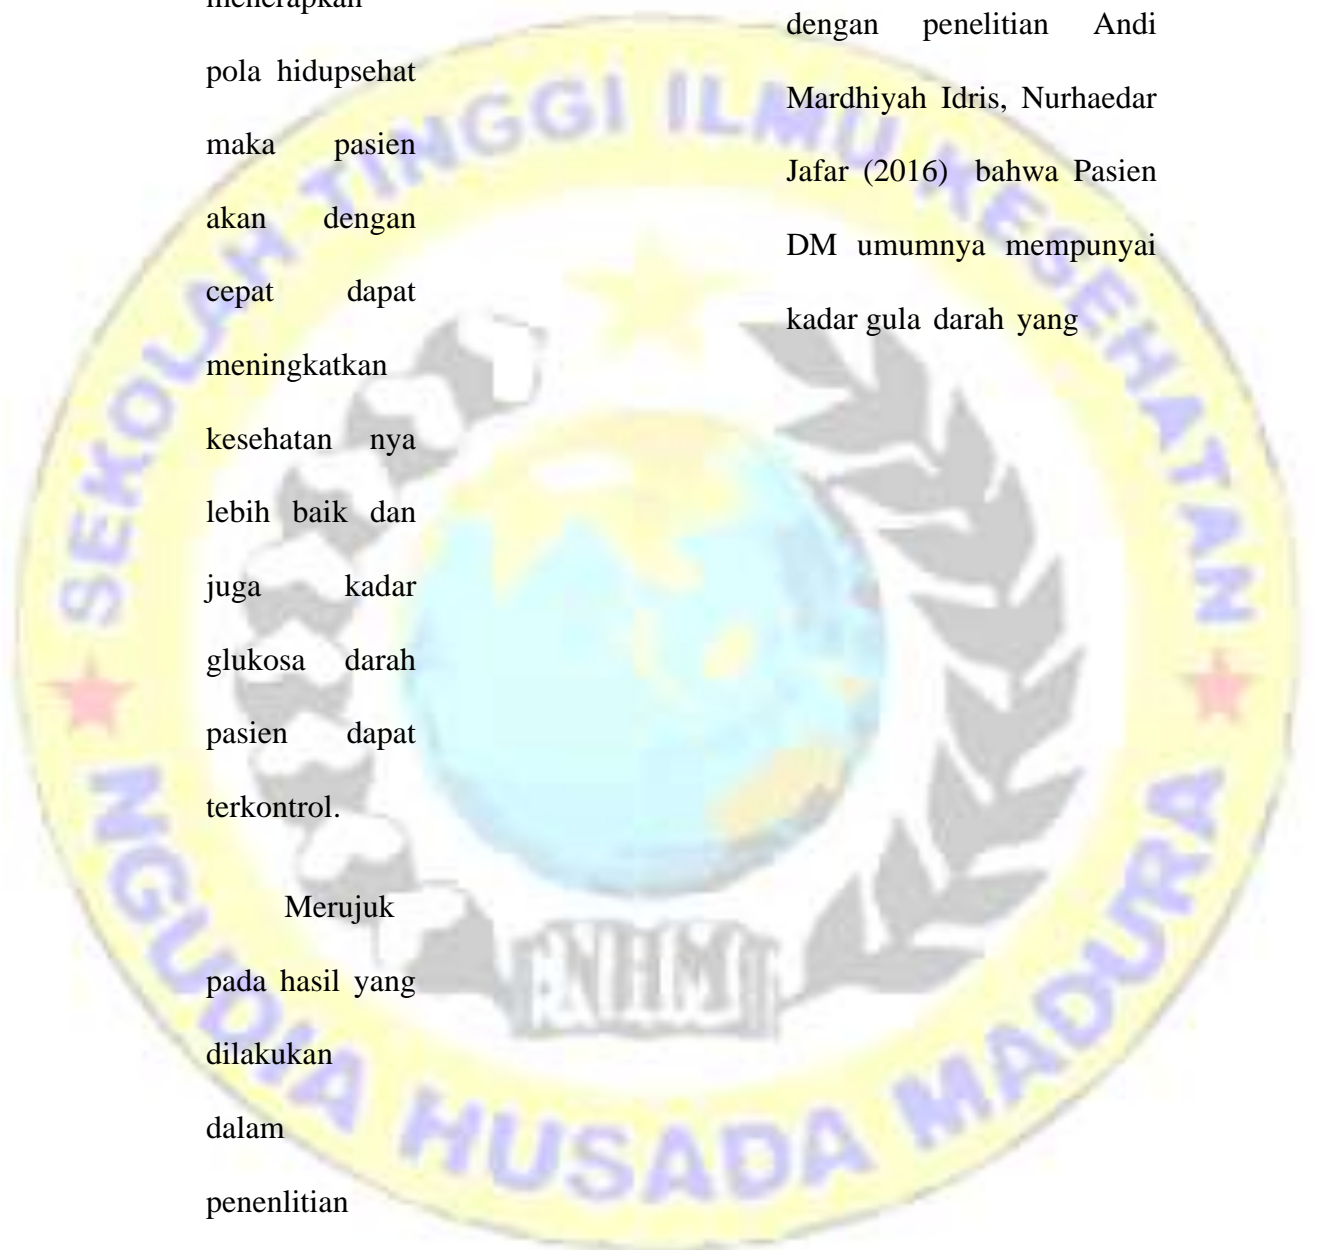 menerapkan
pola hidupsehat
maka pasien
akan dengan
cepat dapat
meningkatkan
kesehatan nya
lebih baik dan
juga kadar
glukosa darah
pasien dapat
terkontrol.
Merujuk
pada hasil yang
dilakukan
dalam
penenlitian
dengan penelitian Andi
Mardhiyah Idris, Nurhaedar
Jafar (2016) bahwa Pasien
DM umumnya mempunyai
kadar gula darah yang
SEKOLAH TINGGI ILMU KESEHATAN
NGUDIA HUSADA MADURA